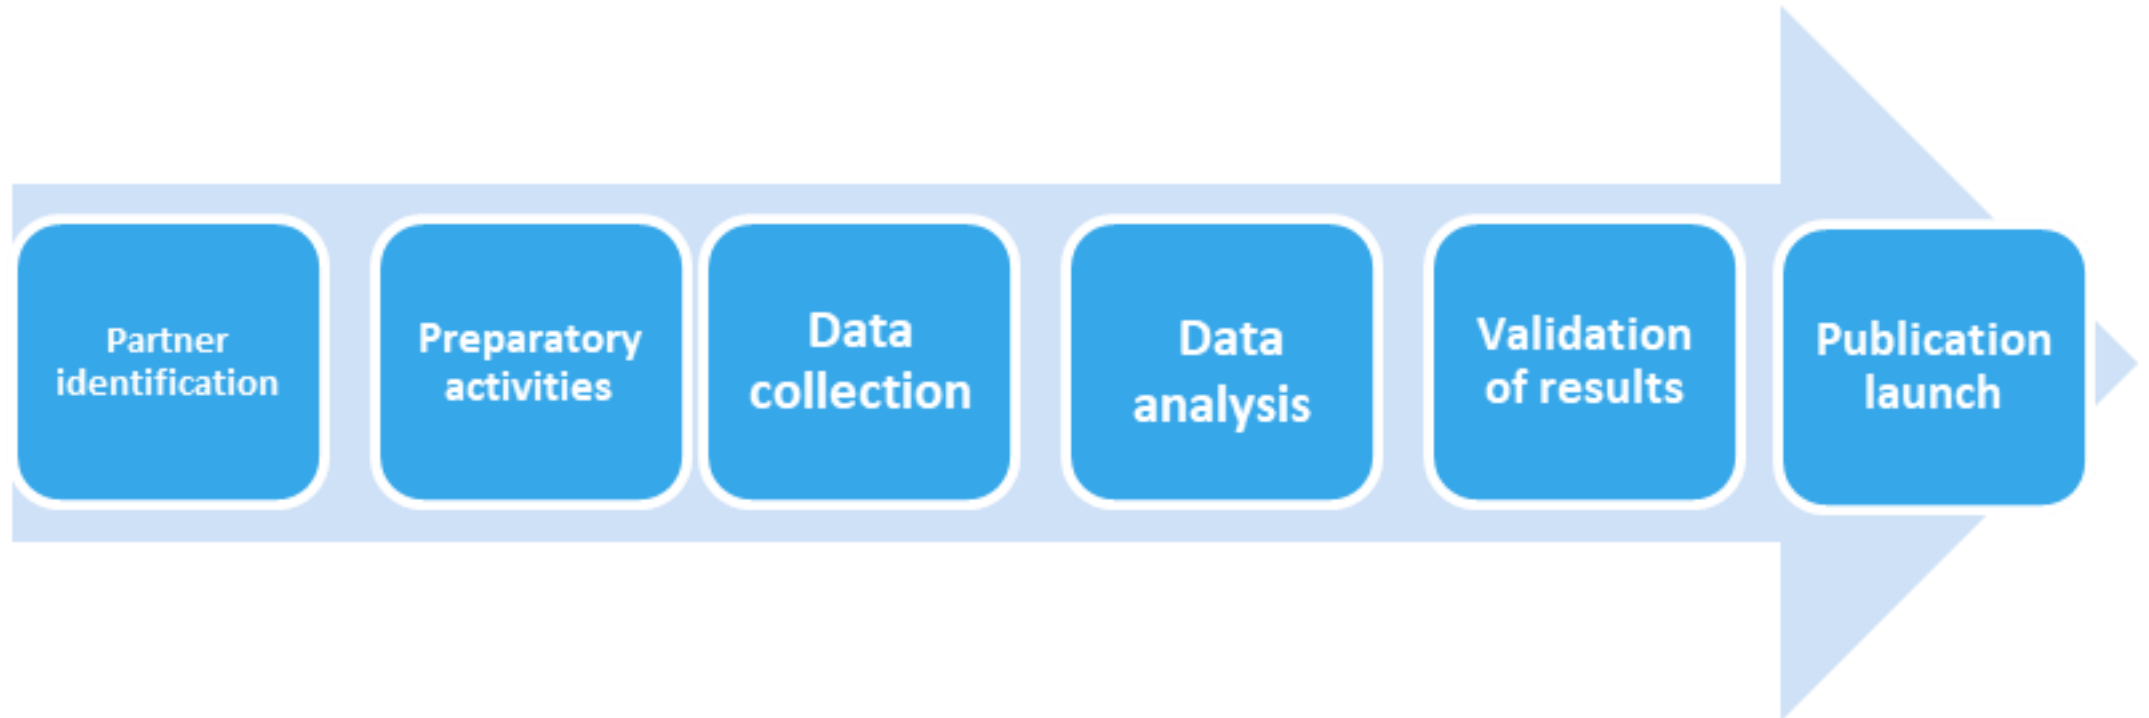 Partner
identification
Preparatory
activities
Data
collection
Data
analysis
Validation
of results
Publication
launch